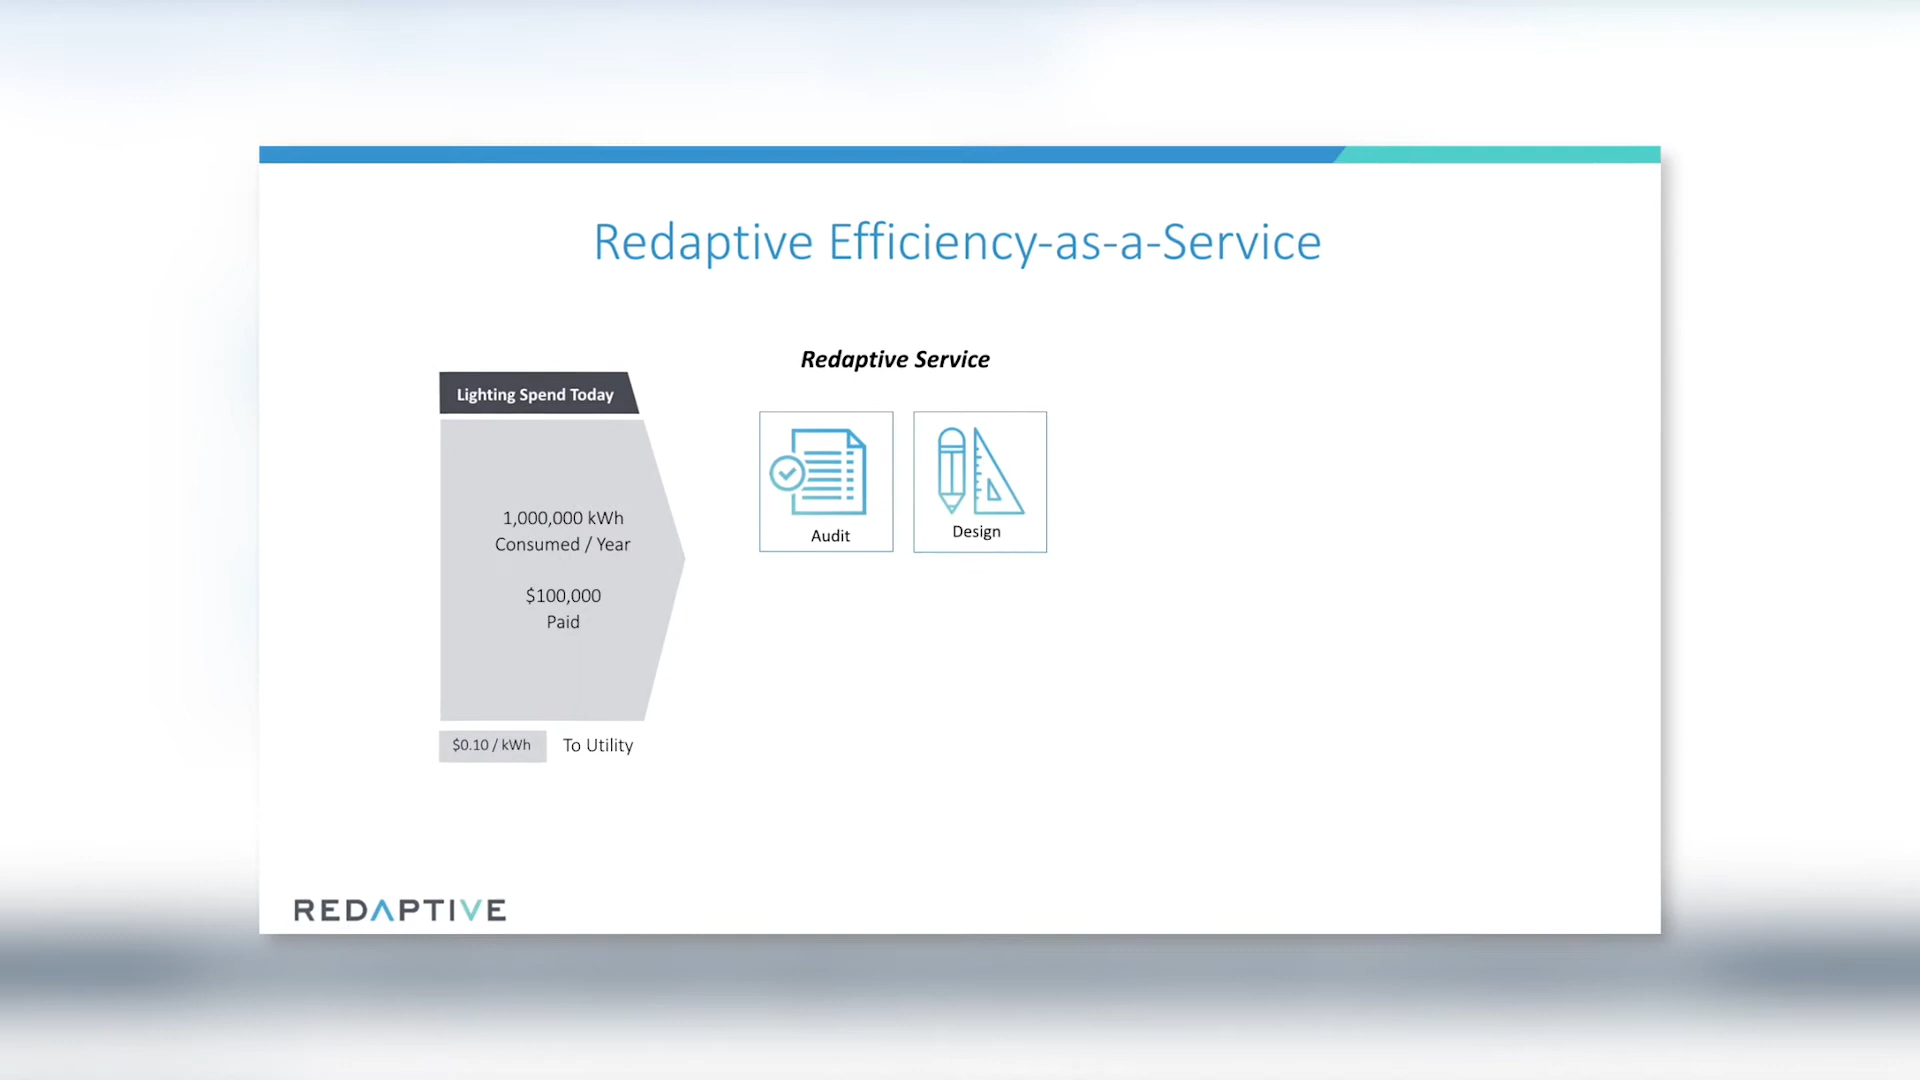 Redaptive Efficiency-as-a-Service
Redaptive Service
Lighting Spend Today
1,000,000 kWh
Consumed / Year
$100,000
Paid
Audit
Design
$0.10 / kWh
To Utility
REDAPTIVE